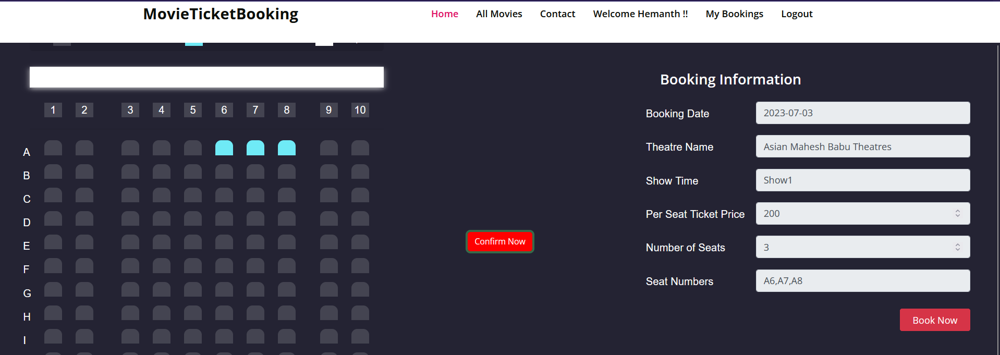 MovieTicketBooking
Home All Movies Contact Welcome Hemanth !! My Bookings Logout
1 2 3 4 5 6 7 8 9 10
A
B
C
D
E
F
G
H
I
Confirm Now
Booking Information
Booking Date 2023-07-03
Theatre Name Asian Mahesh Babu Theatres
Show Time Show1
Per Seat Ticket Price 200
Number of Seats 3
Seat Numbers A6,A7,A8
Book Now